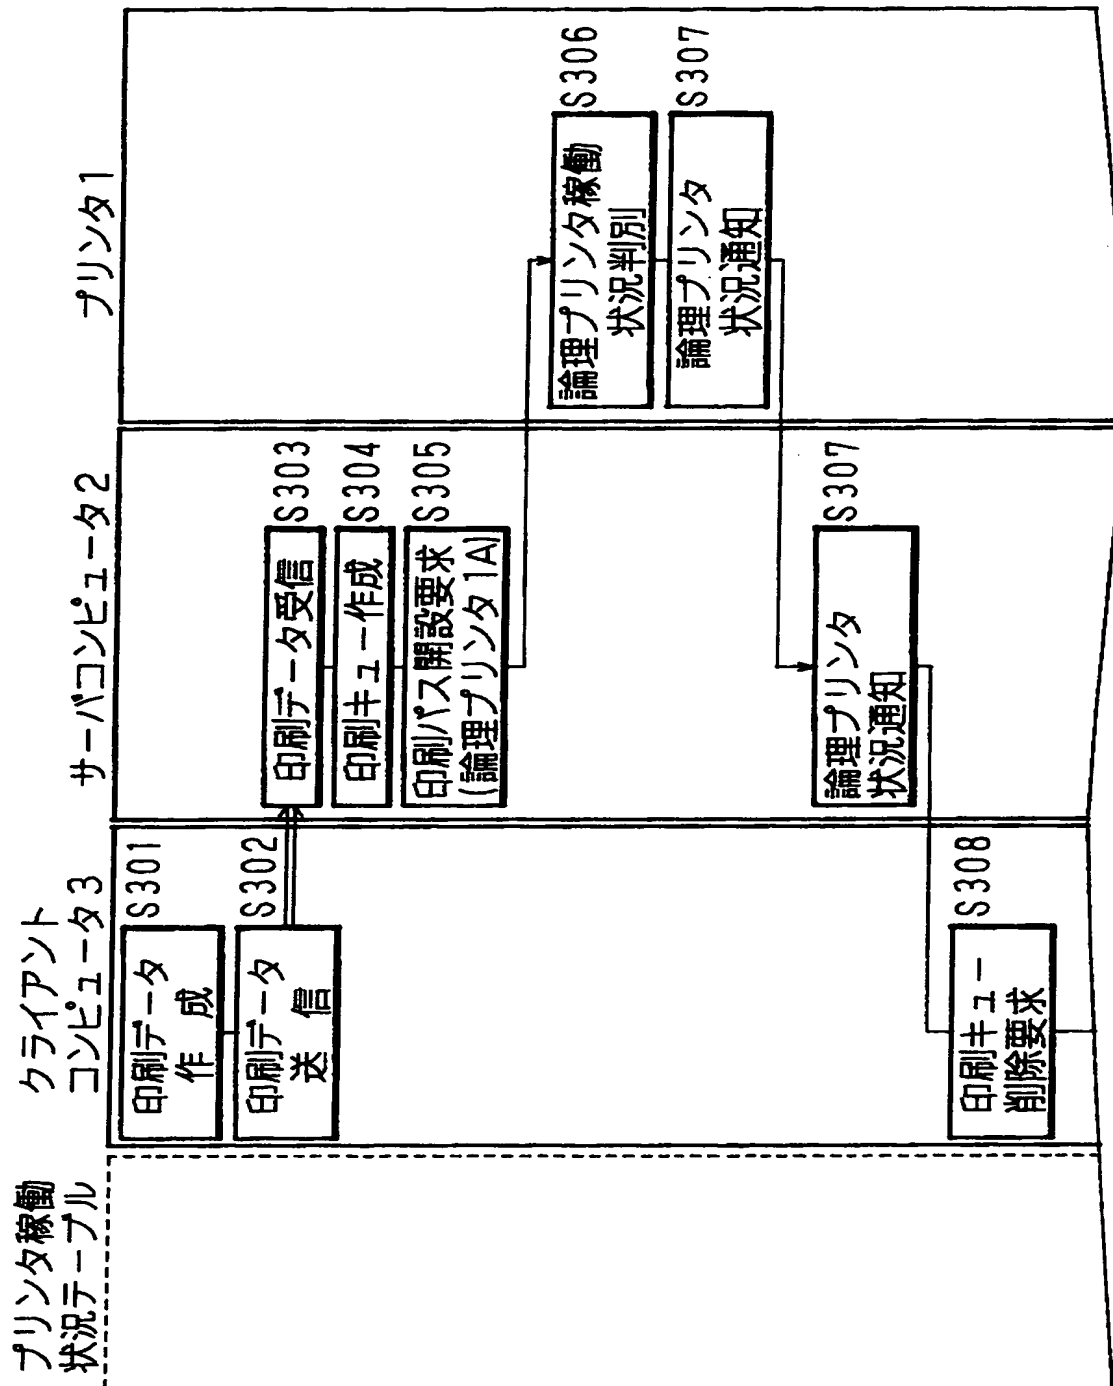 プリンタ稼働
状況テーブル
クライアント
コンピュータ3
サーバコンピュータ2
プリンタ1
印刷データ
作 成
S301
印刷データ
送 信
S302
印刷データ受信
S303
印刷キュー作成
S304
印刷パス開設要求
(論理プリンタ1A)
S305
論理プリンタ稼働
状況判別
S306
論理プリンタ
状況通知
S307
論理プリンタ
状況通知
S307
印刷キュー
削除要求
S308